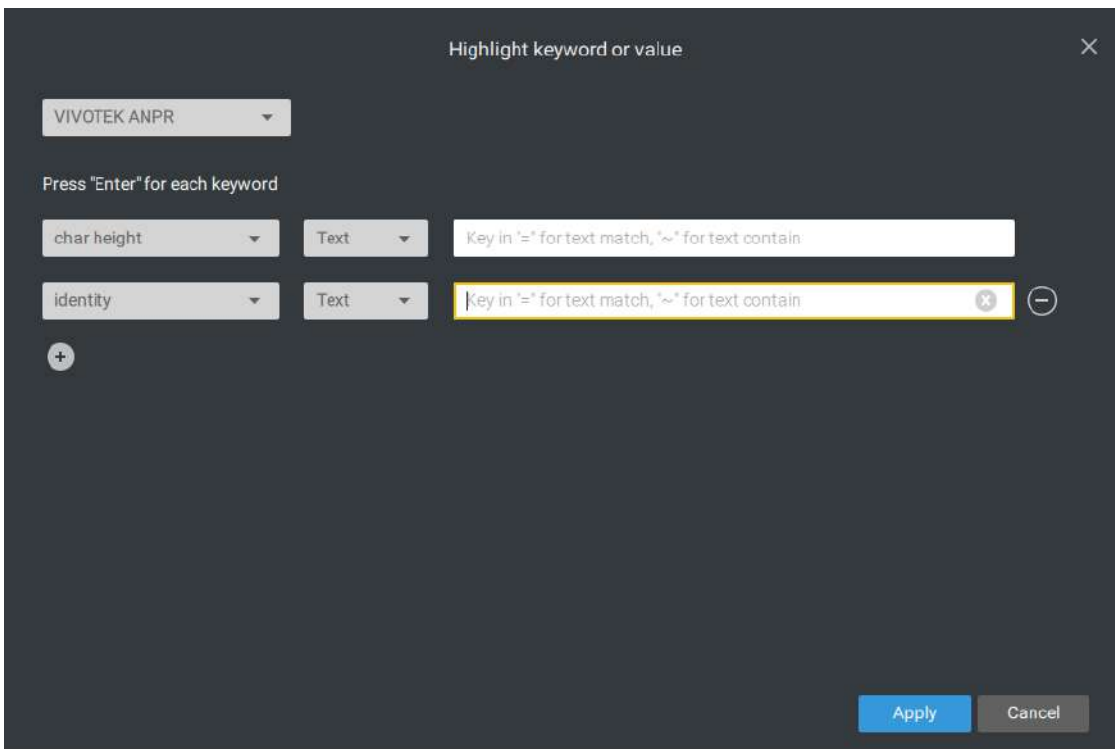 Highlight keyword or value
VIVOTEK ANPR
Press "Enter" for each keyword
char height Text Key in "=" for text match, "~" for text contain
identity Text Key in "=" for text match, "~" for text contain
Apply Cancel